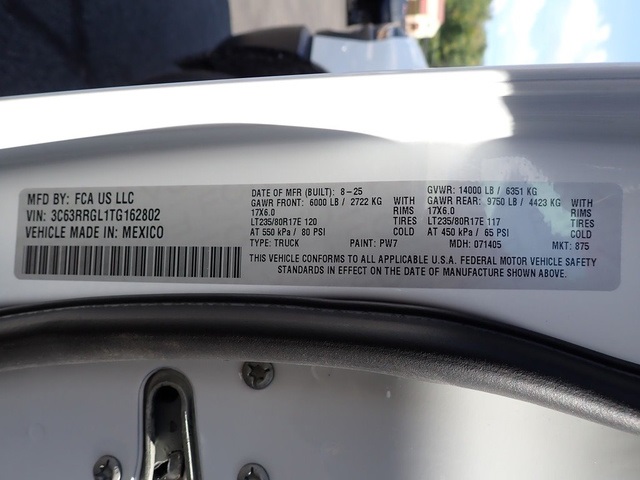 MFD BY: FCA US LLC
VIN: 3C63RRGL1TG162802
VEHICLE MADE IN: MEXICO
DATE OF MFR (BUILT): 8-25 GVWR: 14000 LB / 6351 KG
GAWR FRONT: 6000 LB / 2722 KG WITH GAWR REAR: 9750 LB / 4423 KG WITH
17X6.0 RIMS 17X6.0 RIMS
LT235/80R17E 120 TIRES LT235/80R17E 117 TIRES
AT 550 kPa / 80 PSI COLD AT 450 kPa / 65 PSI COLD
TYPE: TRUCK PAINT: PW7 MDH: 071405 MKT: 875
THIS VEHICLE CONFORMS TO ALL APPLICABLE U.S.A. FEDERAL MOTOR VEHICLE SAFETY
STANDARDS IN EFFECT ON THE DATE OF MANUFACTURE SHOWN ABOVE.